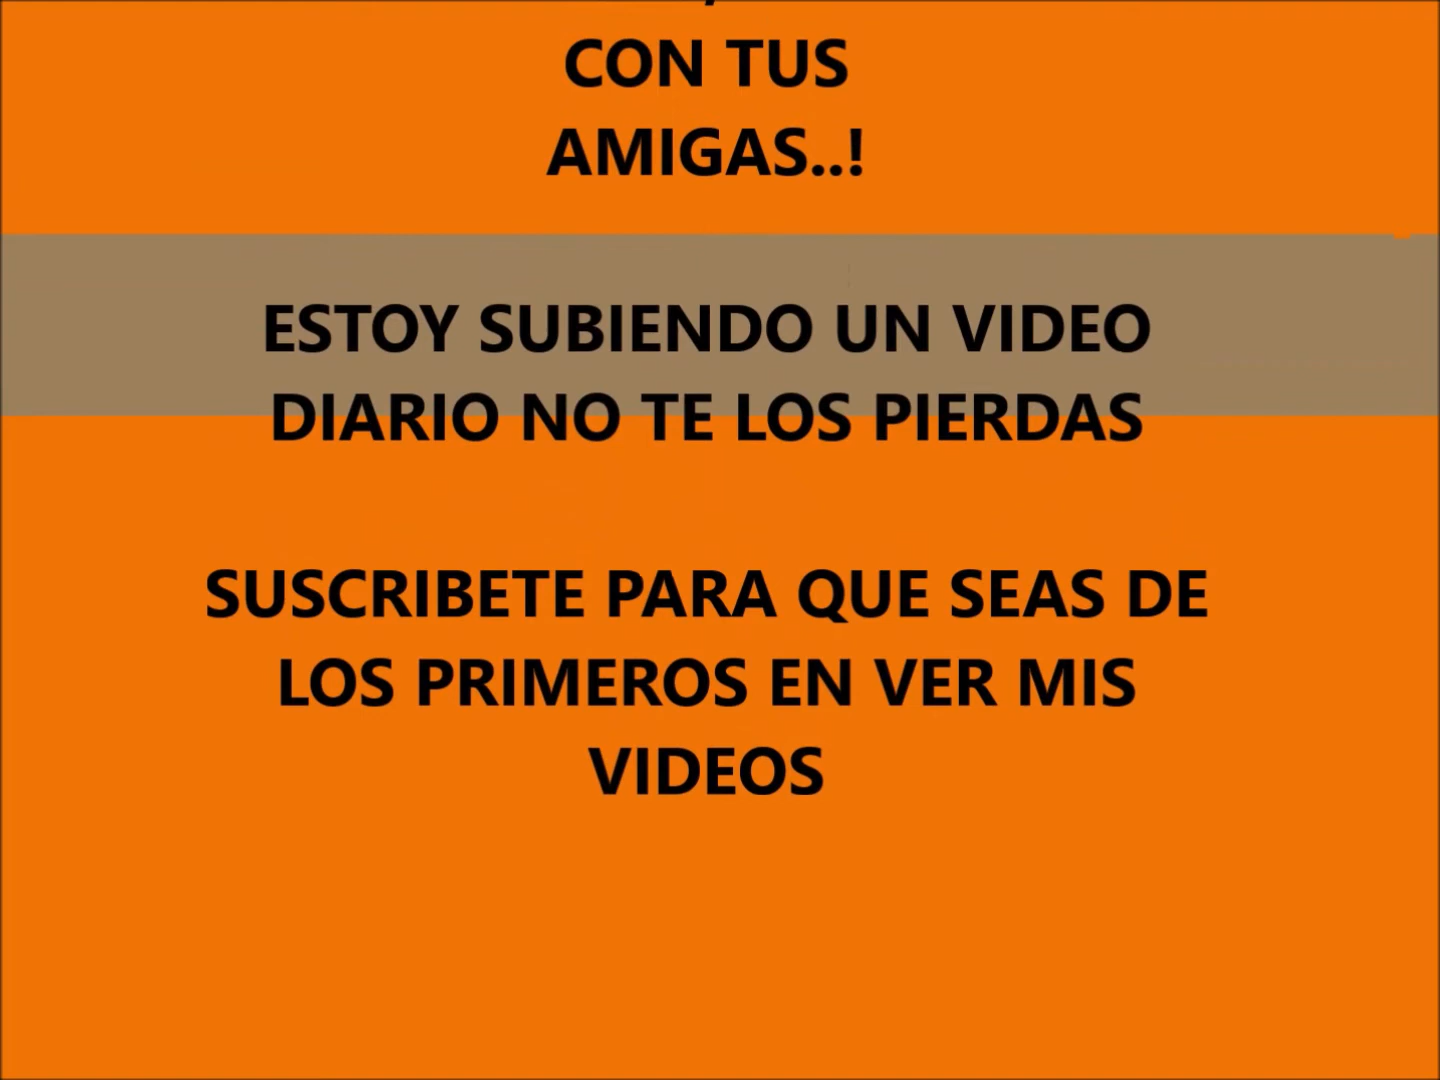 CON TUS
AMIGAS..!
ESTOY SUBIENDO UN VIDEO
DIARIO NO TE LOS PIERDAS
SUSCRIBETE PARA QUE SEAS DE
LOS PRIMEROS EN VER MIS
VIDEOS